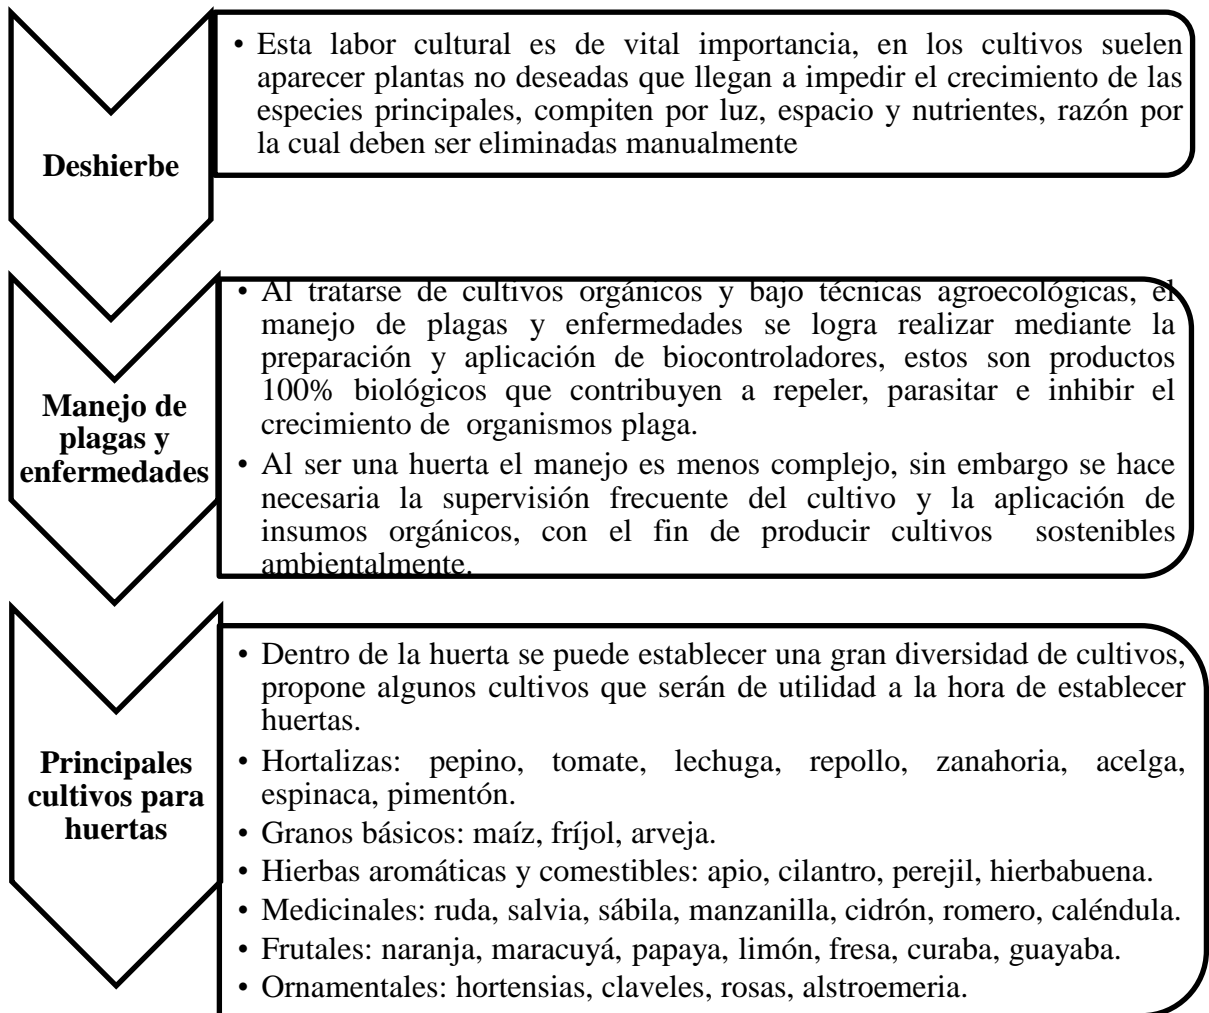 Deshierbe
• Esta labor cultural es de vital importancia, en los cultivos suelen
aparecer plantas no deseadas que llegan a impedir el crecimiento de las
especies principales, compiten por luz, espacio y nutrientes, razón por
la cual deben ser eliminadas manualmente
Manejo de
plagas y
enfermedades
• Al tratarse de cultivos orgánicos y bajo técnicas agroecológicas, el
manejo de plagas y enfermedades se logra realizar mediante la
preparación y aplicación de biocontroladores, estos son productos
100% biológicos que contribuyen a repeler, parasitar e inhibir el
crecimiento de organismos plaga.
• Al ser una huerta el manejo es menos complejo, sin embargo se hace
necesaria la supervisión frecuente del cultivo y la aplicación de
insumos orgánicos, con el fin de producir cultivos sostenibles
ambientalmente.
Principales
cultivos para
huertas
• Dentro de la huerta se puede establecer una gran diversidad de cultivos,
propone algunos cultivos que serán de utilidad a la hora de establecer
huertas.
• Hortalizas: pepino, tomate, lechuga, repollo, zanahoria, acelga,
espinaca, pimentón.
• Granos básicos: maíz, fríjol, arveja.
• Hierbas aromáticas y comestibles: apio, cilantro, perejil, hierbabuena.
• Medicinales: ruda, salvia, sábila, manzanilla, cidrón, romero, caléndula.
• Frutales: naranja, maracuyá, papaya, limón, fresa, curaba, guayaba.
• Ornamentales: hortensias, claveles, rosas, alstroemeria.